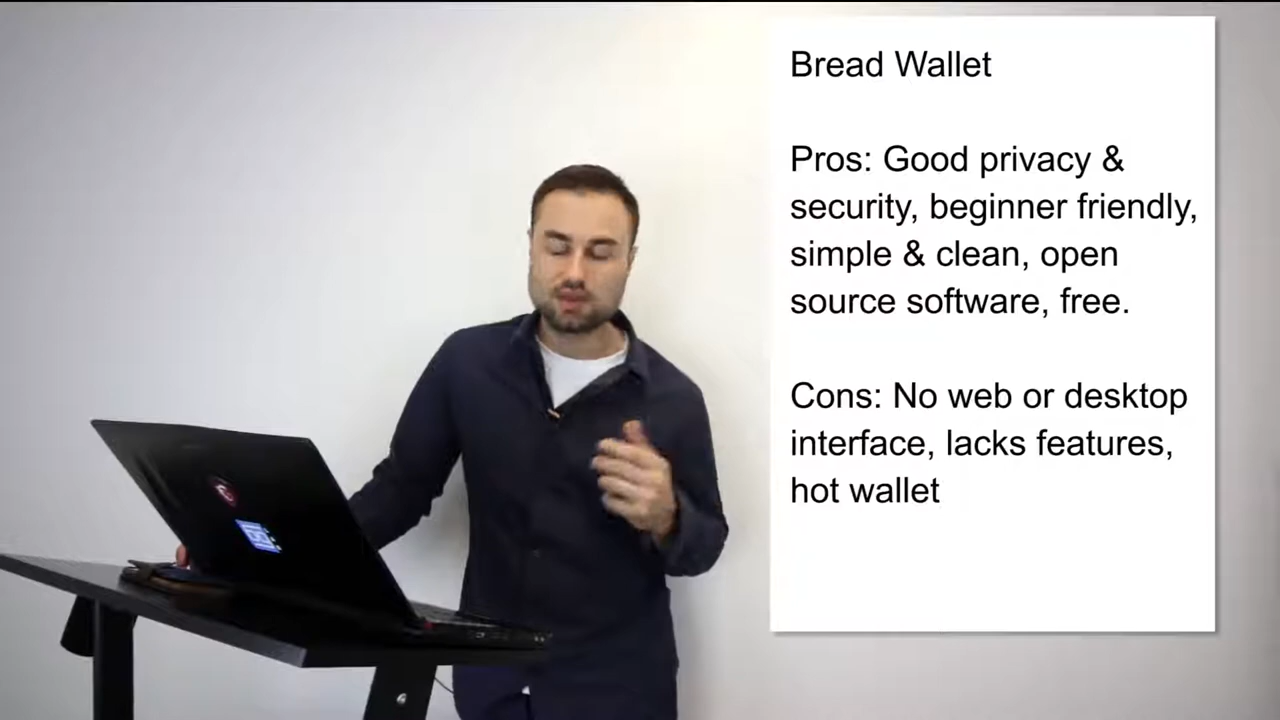 Bread Wallet
Pros: Good privacy &
security, beginner friendly,
simple & clean, open
source software, free.
Cons: No web or desktop
interface, lacks features,
hot wallet